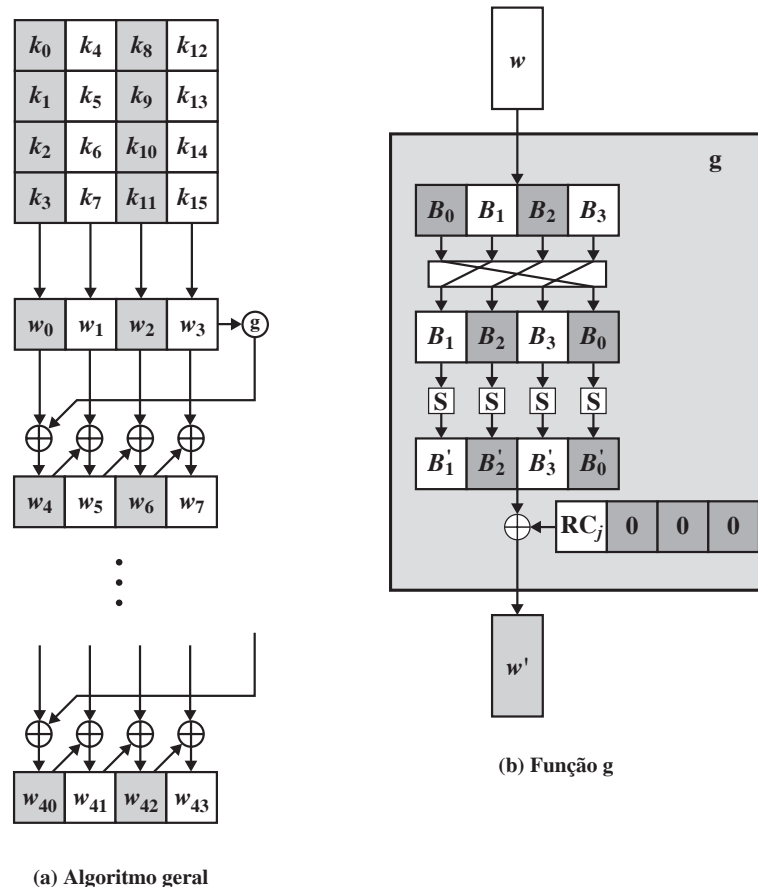 k0 k4 k8 k12
k1 k5 k9 k13
k2 k6 k10 k14
k3 k7 k11 k15
w0 w1 w2 w3 g
w4 w5 w6 w7
w40 w41 w42 w43
(a) Algoritmo geral
w
g
B0 B1 B2 B3
B1 B2 B3 B0
S S S S
B'1 B'2 B'3 B'0
RCj 0 0 0
w'
(b) Função g